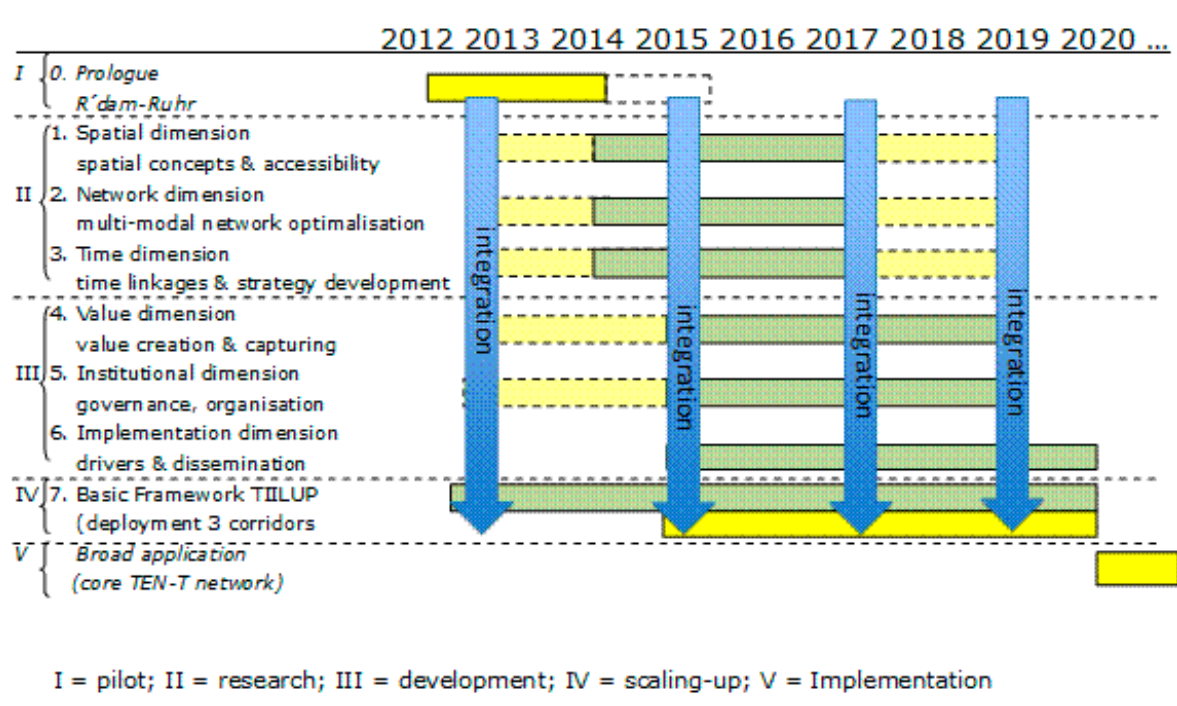 2012 2013 2014 2015 2016 2017 2018 2019 2020 ...
I 0. Prologue
R´dam-Ruhr
1. Spatial dimension
spatial concepts & accessibility
II 2. Network dimension
multi-modal network optimalisation
3. Time dimension
time linkages & strategy development
4. Value dimension
value creation & capturing
III 5. Institutional dimension
governance, organisation
6. Implementation dimension
drivers & dissemination
IV 7. Basic Framework TIILUP
(deployment 3 corridors
V Broad application
(core TEN-T network)
integration
integration
integration
integration
I = pilot; II = research; III = development; IV = scaling-up; V = Implementation